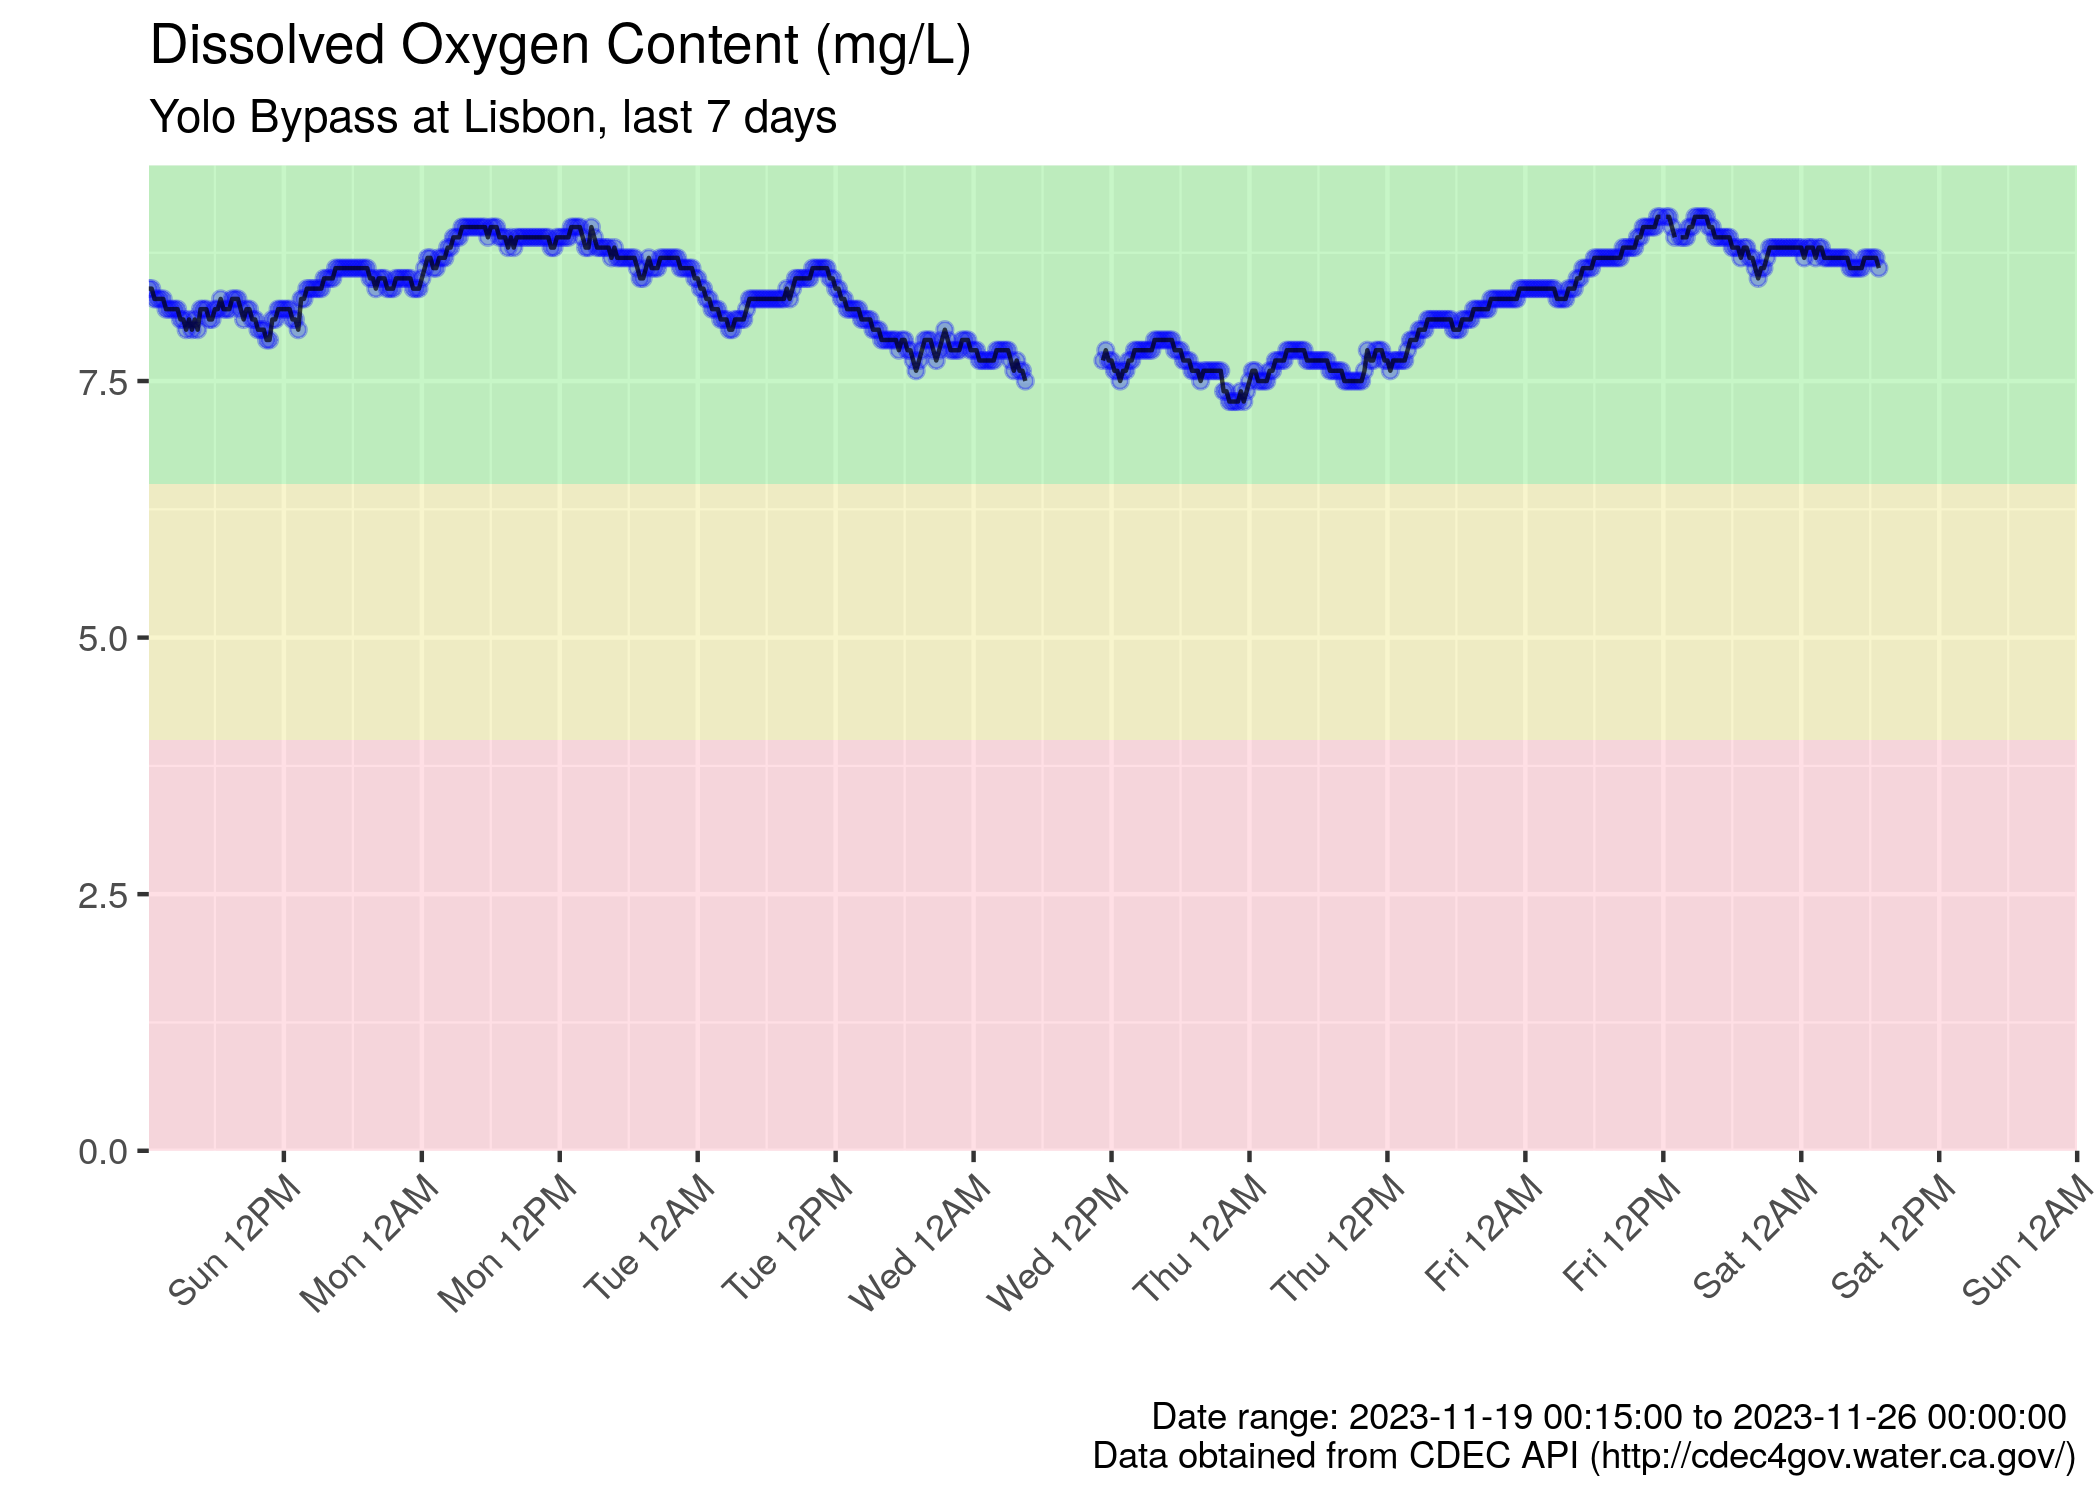 Dissolved Oxygen Content (mg/L)
Yolo Bypass at Lisbon, last 7 days
7.5
5.0
2.5
0.0
Sun 12PM
Mon 12AM
Mon 12PM
Tue 12AM
Tue 12PM
Wed 12AM
Wed 12PM
Thu 12AM
Thu 12PM
Fri 12AM
Fri 12PM
Sat 12AM
Sat 12PM
Sun 12AM
Date range: 2023-11-19 00:15:00 to 2023-11-26 00:00:00
Data obtained from CDEC API (http://cdec4gov.water.ca.gov/)